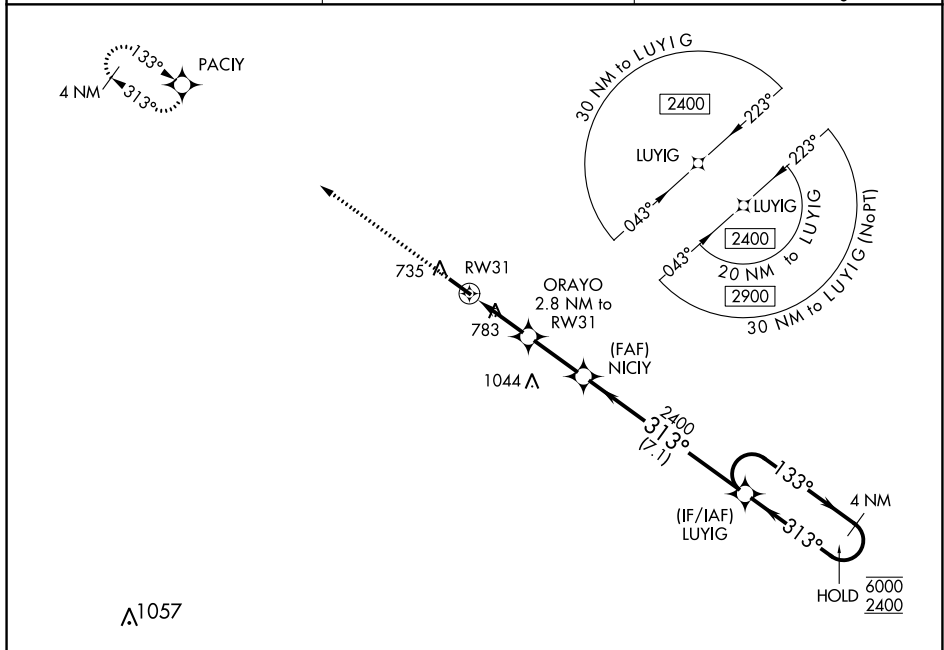 133°
PACIY
4 NM
313°
30 NM to LUYIG
2400
223°
LUYIG
043°
223°
LUYIG
2400
043°
20 NM to LUYIG
2900
30 NM to LUYIG (NoPT)
735
RW31
783
ORAYO
2.8 NM to
RW31
(FAF)
NICIY
1044
2400
313°
(7.1)
133°
4 NM
(IF/IAF)
LUYIG
313°
HOLD
6000
2400
1057